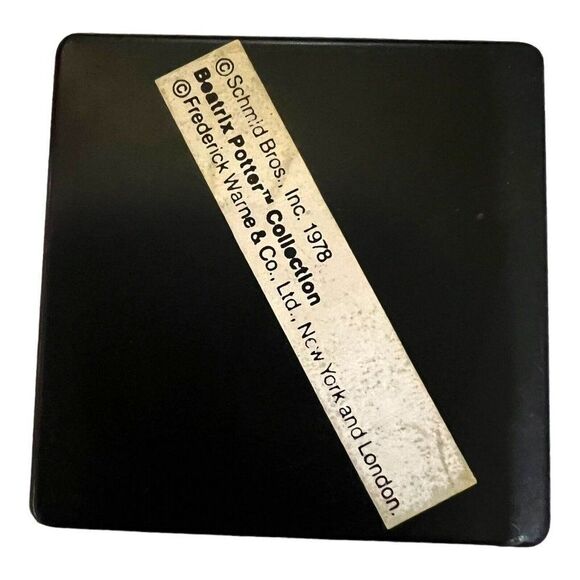 ©Schmid Bros., Inc. 1978
Beatrix Potter™ Collection
©Frederick Warne & Co., Ltd., New York and London.